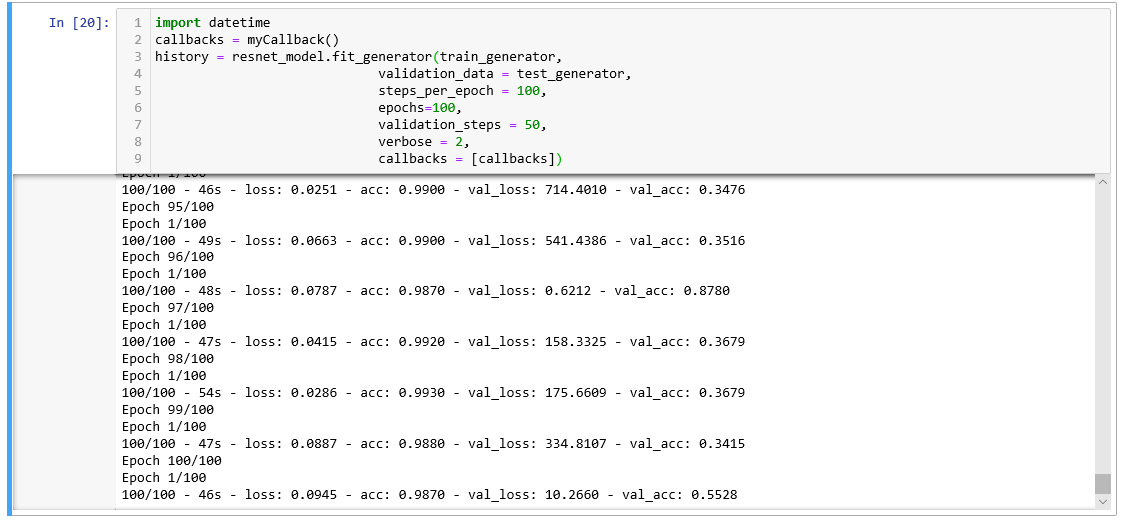 In [20]:
1 import datetime
2 callbacks = myCallback()
3 history = resnet_model.fit_generator(train_generator,
4 validation_data = test_generator,
5 steps_per_epoch = 100,
6 epochs=100,
7 validation_steps = 50,
8 verbose = 2,
9 callbacks = [callbacks])
Epoch 1/100
100/100 - 46s - loss: 0.0251 - acc: 0.9900 - val_loss: 714.4010 - val_acc: 0.3476
Epoch 95/100
Epoch 1/100
100/100 - 49s - loss: 0.0663 - acc: 0.9900 - val_loss: 541.4386 - val_acc: 0.3516
Epoch 96/100
Epoch 1/100
100/100 - 48s - loss: 0.0787 - acc: 0.9870 - val_loss: 0.6212 - val_acc: 0.8780
Epoch 97/100
Epoch 1/100
100/100 - 47s - loss: 0.0415 - acc: 0.9920 - val_loss: 158.3325 - val_acc: 0.3679
Epoch 98/100
Epoch 1/100
100/100 - 54s - loss: 0.0286 - acc: 0.9930 - val_loss: 175.6609 - val_acc: 0.3679
Epoch 99/100
Epoch 1/100
100/100 - 47s - loss: 0.0887 - acc: 0.9880 - val_loss: 334.8107 - val_acc: 0.3415
Epoch 100/100
Epoch 1/100
100/100 - 46s - loss: 0.0945 - acc: 0.9870 - val_loss: 10.2660 - val_acc: 0.5528